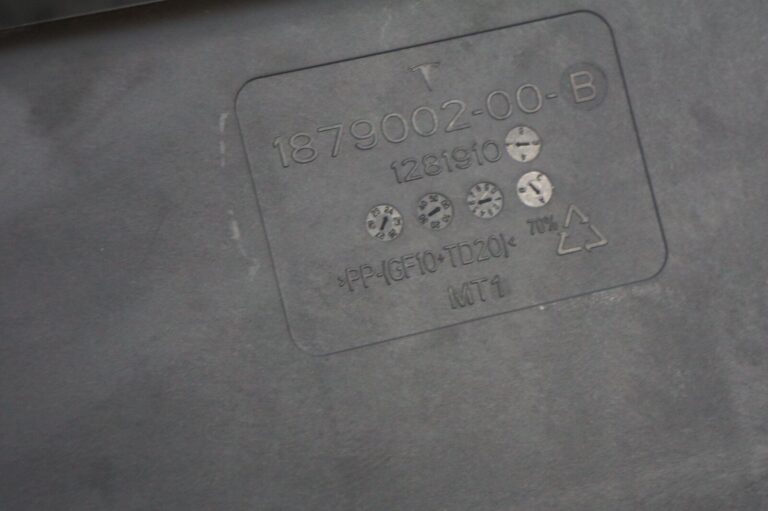 1879002-00-B
1281910
70%
>PP-(GF10+TD20)<
MT1